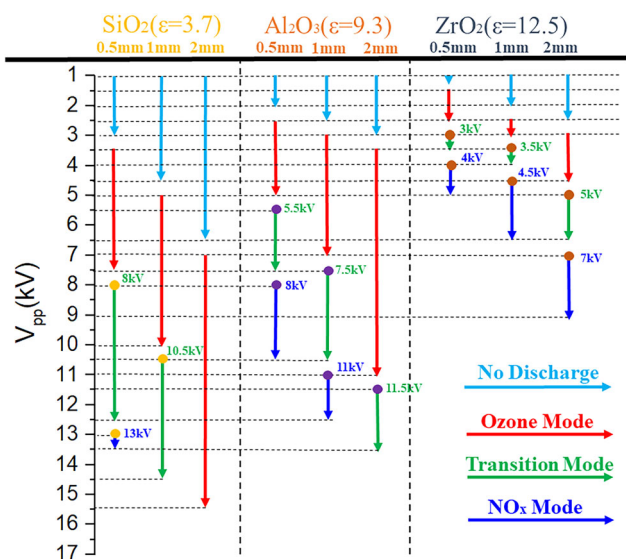 SiO₂(ε=3.7) Al₂O₃(ε=9.3) ZrO₂(ε=12.5)
0.5mm 1mm 2mm 0.5mm 1mm 2mm 0.5mm 1mm 2mm
1
2
3 3kV
3.5kV
4 4kV
4.5kV
5 5kV
5.5kV
6
7 7kV
7.5kV
8 8kV 8kV
9
10
10.5kV
11 11kV
11.5kV
12
13 13kV
14
15
16
17
Vpp(kV)
No Discharge
Ozone Mode
Transition Mode
NOx Mode